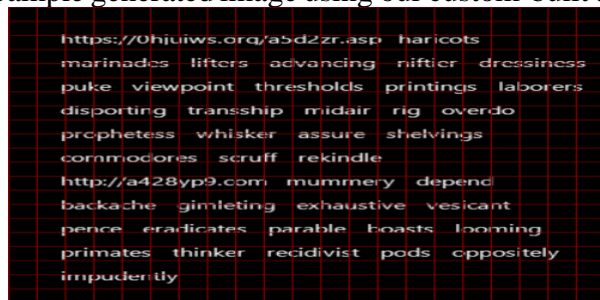 https://0hjuiws.org/a5d2zr.asp haricots
marinades lifters advancing niftier dressiness
puke viewpoint thresholds printings laborers
disporting transship midair rig overdo
prophetess whisker assure shelvings
commodores scruff rekindle
http://a428yp9.com mummery depend
backache gimleting exhaustive vesicant
pence eradicates parable boasts looming
primates thinker recidivist pods oppositely
impudently